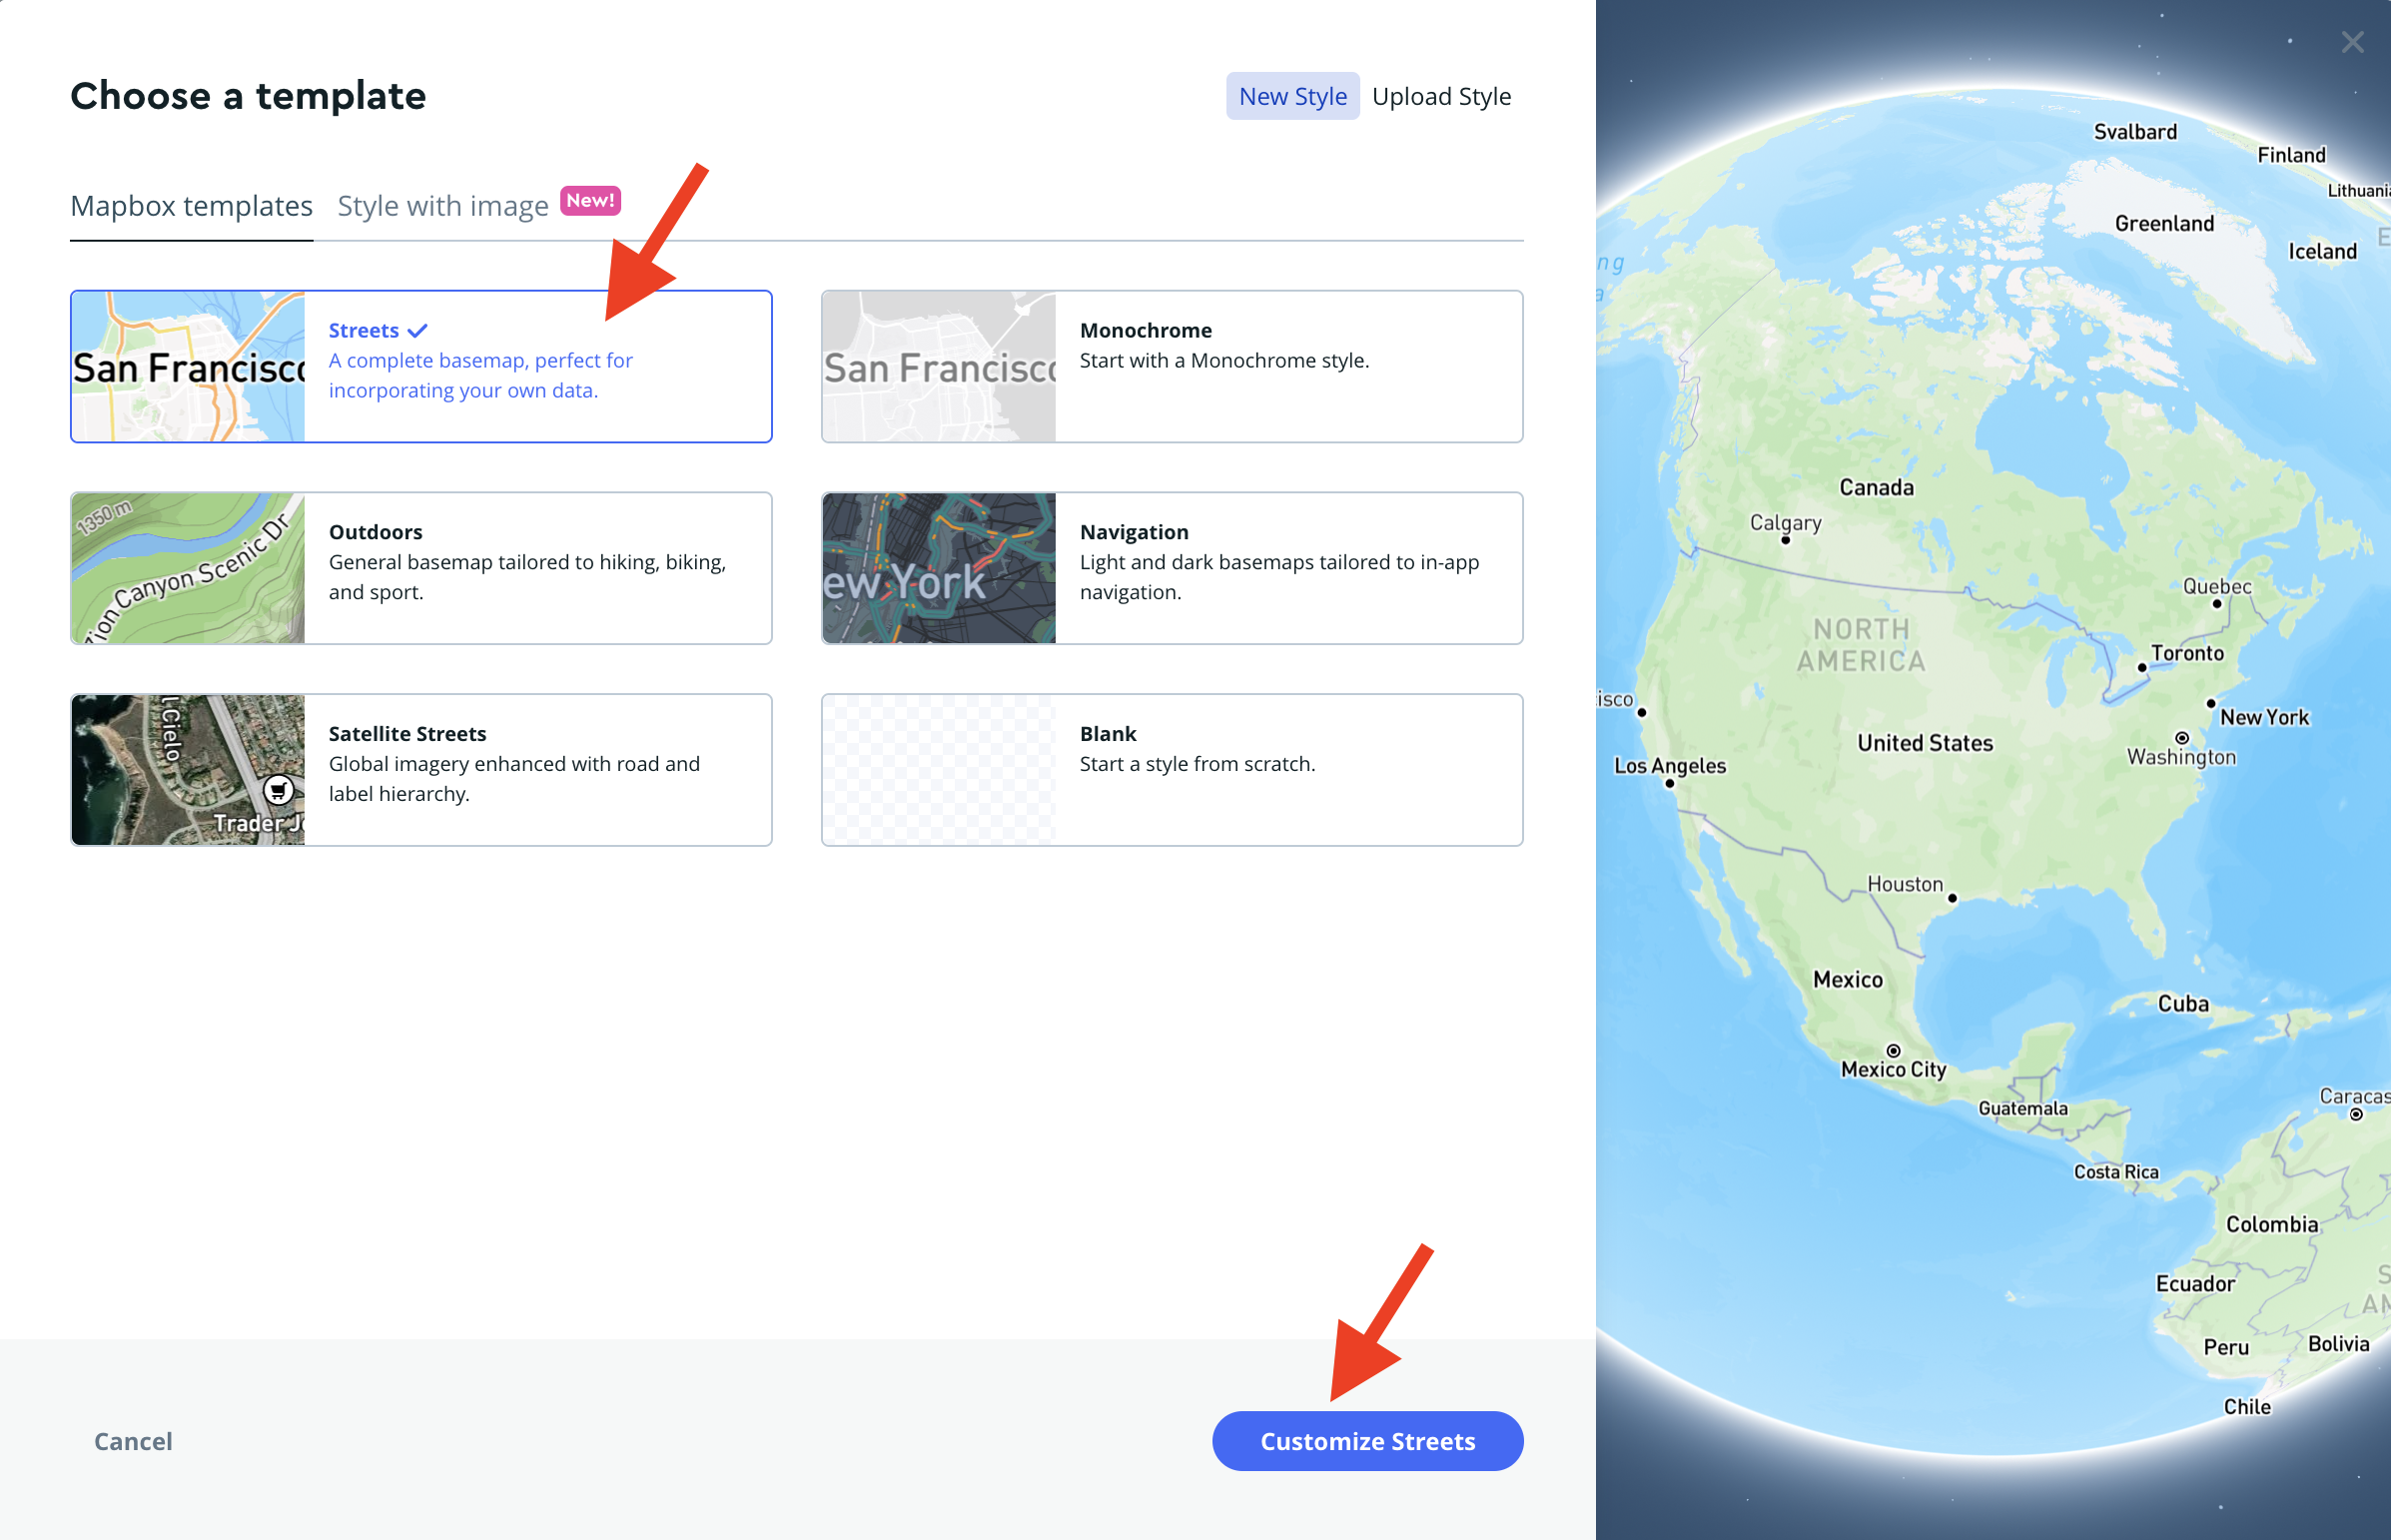 Choose a template
New Style
Upload Style
Mapbox templates
Style with image
New!
San Francisco
Streets
A complete basemap, perfect for
incorporating your own data.
San Francisco
Monochrome
Start with a Monochrome style.
1350 m
Zion Canyon Scenic Dr
Outdoors
General basemap tailored to hiking, biking,
and sport.
ew York
Navigation
Light and dark basemaps tailored to in-app
navigation.
l Cielo
Trader Jo
Satellite Streets
Global imagery enhanced with road and
label hierarchy.
Blank
Start a style from scratch.
Cancel
Customize Streets
Svalbard
Finland
Lithuania
Greenland
Iceland
E
ng
a
Canada
Calgary
Quebec
NORTH
AMERICA
Toronto
isco
New York
United States
Washington
Los Angeles
Houston
Mexico
Cuba
Mexico City
Caracas
Guatemala
Costa Rica
Colombia
Ecuador
S
AM
Peru
Bolivia
Chile